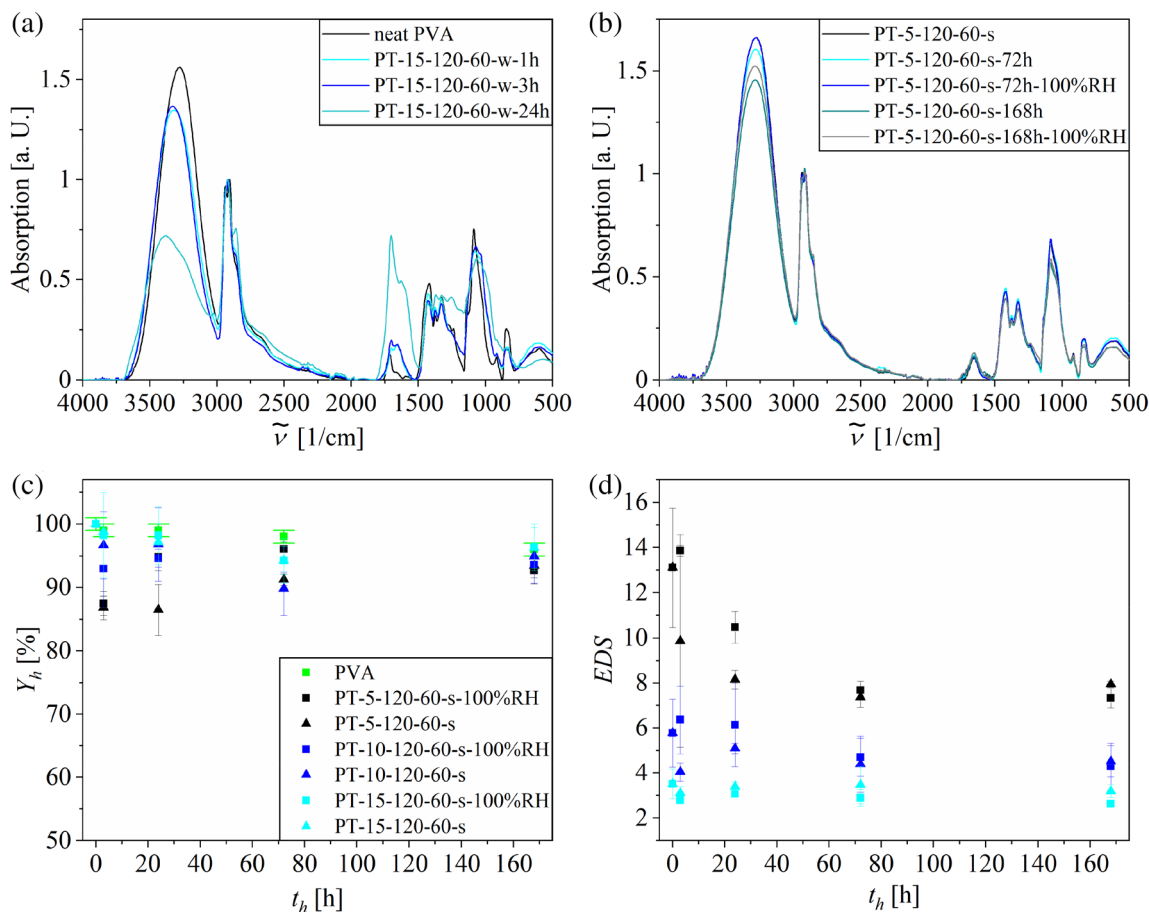 (a)
neat PVA
PT-15-120-60-w-1h
PT-15-120-60-w-3h
PT-15-120-60-w-24h
Absorption [a. U.]
1.5
1
0.5
0
4000 3500 3000 2500 2000 1500 1000 500
ν̃ [1/cm]
(b)
PT-5-120-60-s
PT-5-120-60-s-72h
PT-5-120-60-s-72h-100%RH
PT-5-120-60-s-168h
PT-5-120-60-s-168h-100%RH
Absorption [a. U.]
1.5
1
0.5
0
4000 3500 3000 2500 2000 1500 1000 500
ν̃ [1/cm]
(c)
Yh [%]
100
90
80
70
60
50
PVA
PT-5-120-60-s-100%RH
PT-5-120-60-s
PT-10-120-60-s-100%RH
PT-10-120-60-s
PT-15-120-60-s-100%RH
PT-15-120-60-s
0 20 40 60 80 100 120 140 160
th [h]
(d)
EDS
16
14
12
10
8
6
4
2
0 20 40 60 80 100 120 140 160
th [h]